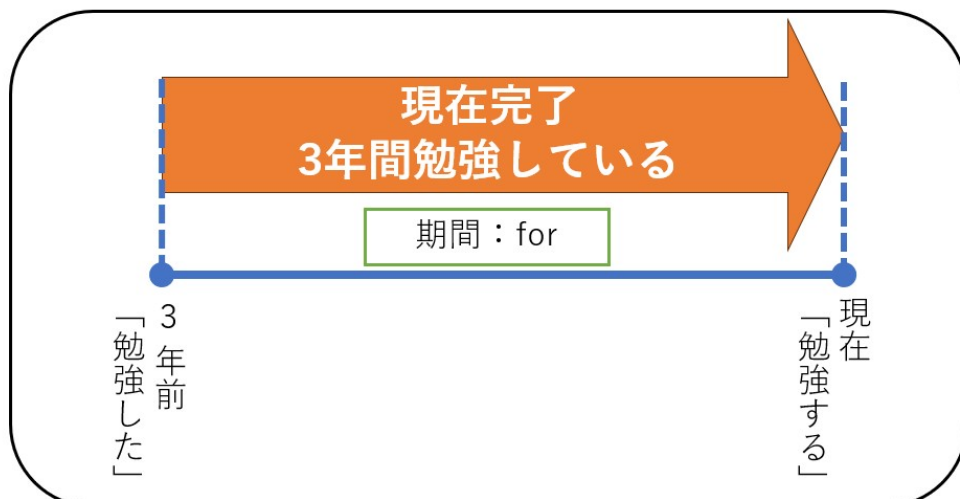 現在完了
3年間勉強している
期間：for
3年前
「勉強した」
現在
「勉強する」